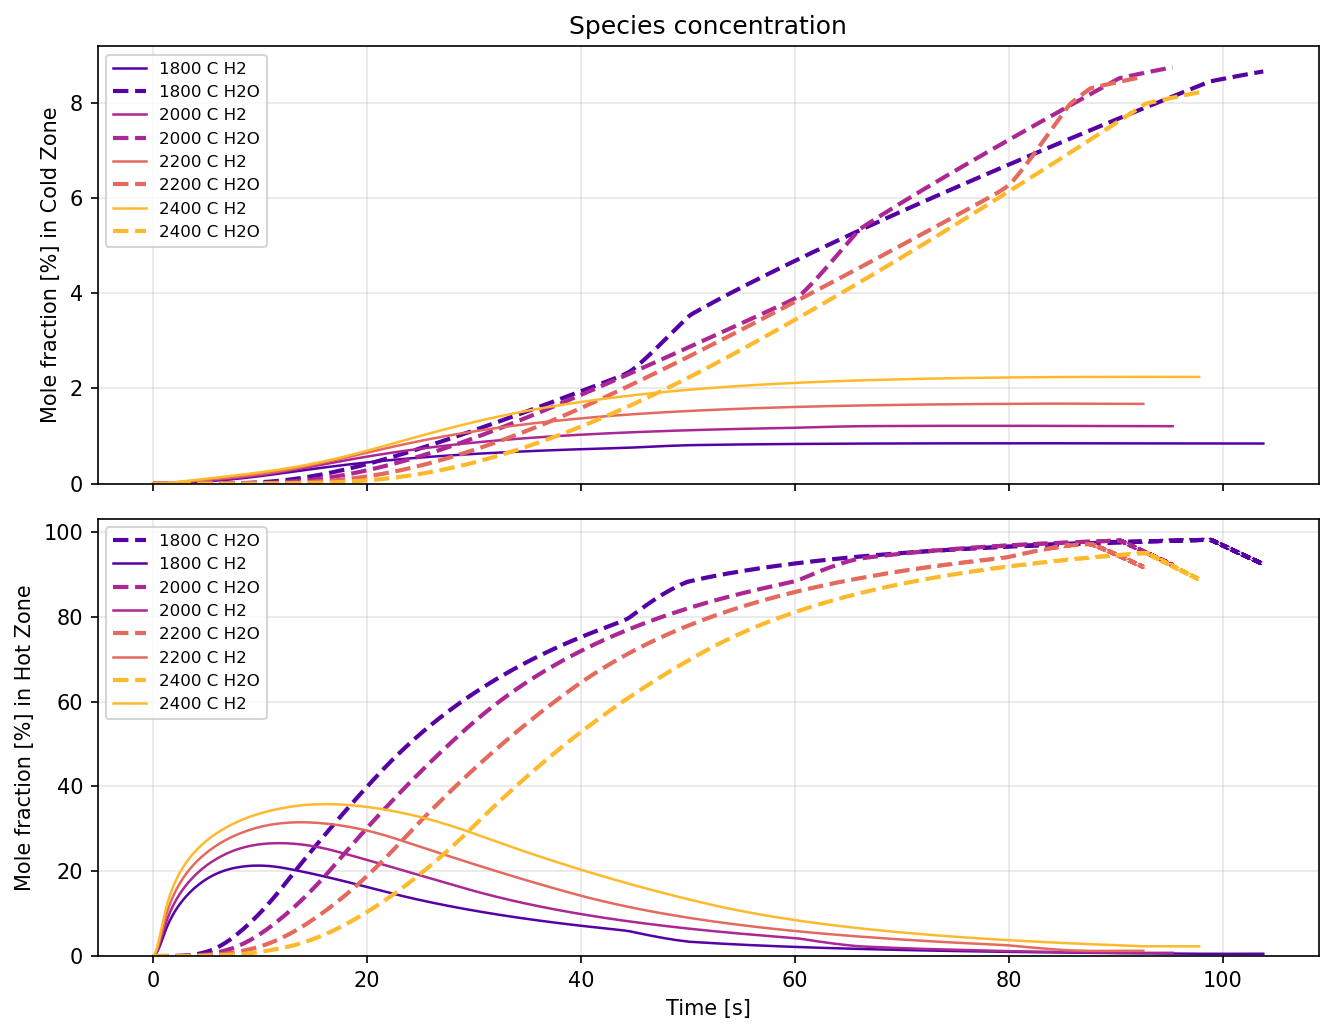 Species concentration
Mole fraction [%] in Cold Zone
8
6
4
2
0
1800 C H2
1800 C H2O
2000 C H2
2000 C H2O
2200 C H2
2200 C H2O
2400 C H2
2400 C H2O
Mole fraction [%] in Hot Zone
100
80
60
40
20
0
1800 C H2O
1800 C H2
2000 C H2O
2000 C H2
2200 C H2O
2200 C H2
2400 C H2O
2400 C H2
0 20 40 60 80 100
Time [s]